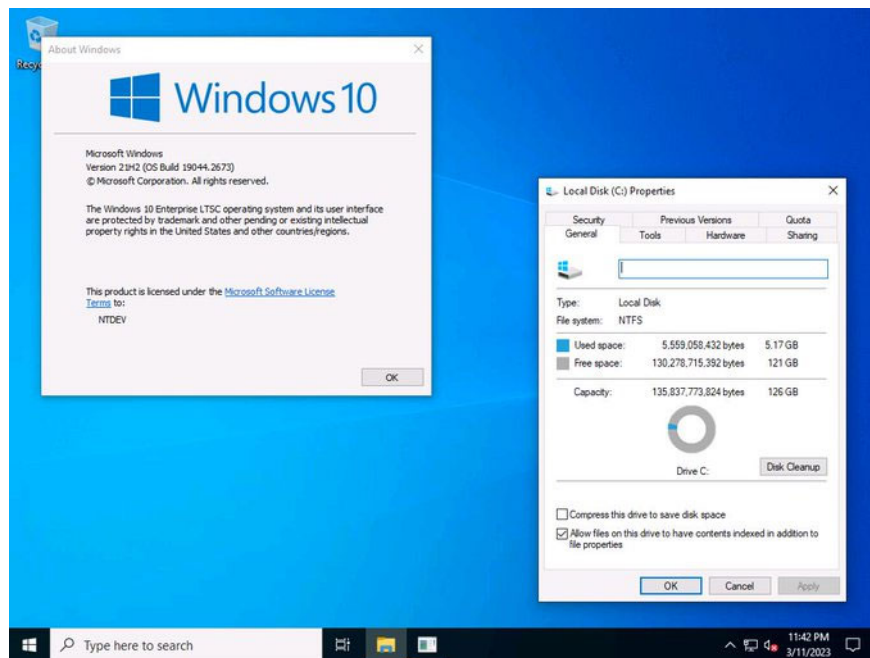 Recy
About Windows
Windows 10
Microsoft Windows
Version 21H2 (OS Build 19044.2673)
© Microsoft Corporation. All rights reserved.
The Windows 10 Enterprise LTSC operating system and its user interface
are protected by trademark and other pending or existing intellectual
property rights in the United States and other countries/regions.
This product is licensed under the Microsoft Software License
Terms to:
NTDEV
OK
Local Disk (C:) Properties
Security Previous Versions Quota
General Tools Hardware Sharing
Type: Local Disk
File system: NTFS
Used space: 5,559,058,432 bytes 5.17 GB
Free space: 130,278,715,392 bytes 121 GB
Capacity: 135,837,773,824 bytes 126 GB
Drive C:
Disk Cleanup
Compress this drive to save disk space
Allow files on this drive to have contents indexed in addition to
file properties
OK Cancel Apply
Type here to search
11:42 PM
3/11/2023